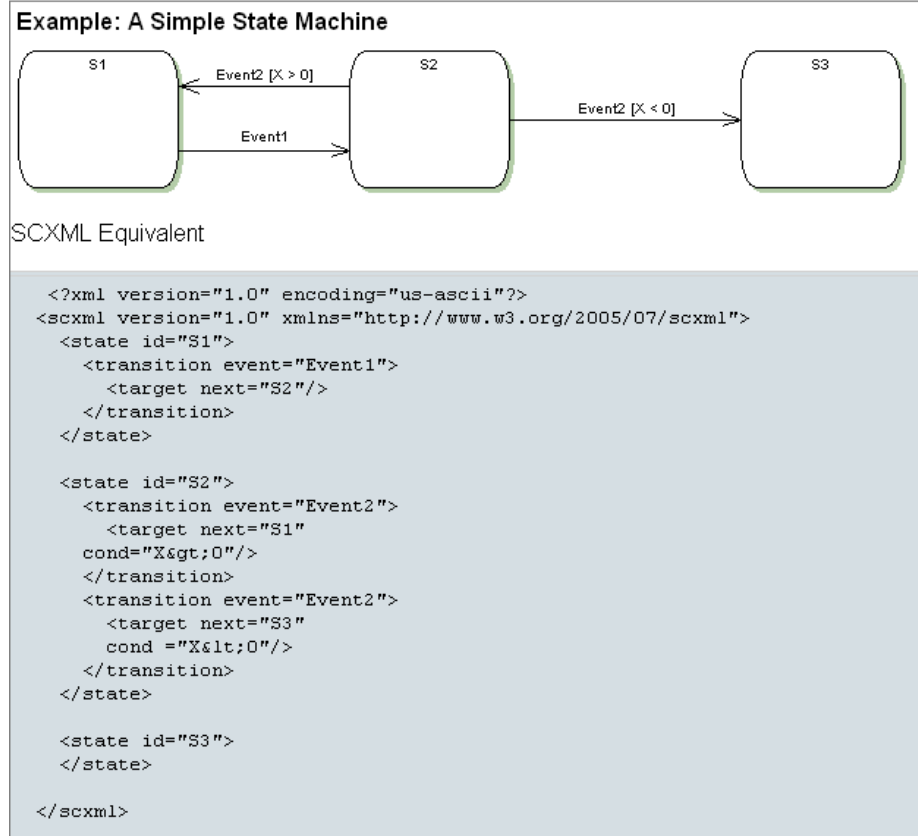 Example: A Simple State Machine
S1
S2
S3
Event2 [X > 0]
Event2 [X < 0]
Event1
SCXML Equivalent
<?xml version="1.0" encoding="us-ascii"?>
<scxml version="1.0" xmlns="http://www.w3.org/2005/07/scxml">
<state id="S1">
<transition event="Event1">
<target next="S2"/>
</transition>
</state>
<state id="S2">
<transition event="Event2">
<target next="S1"
cond="X&gt;0"/>
</transition>
<transition event="Event2">
<target next="S3"
cond ="X&lt;0"/>
</transition>
</state>
<state id="S3">
</state>
</scxml>